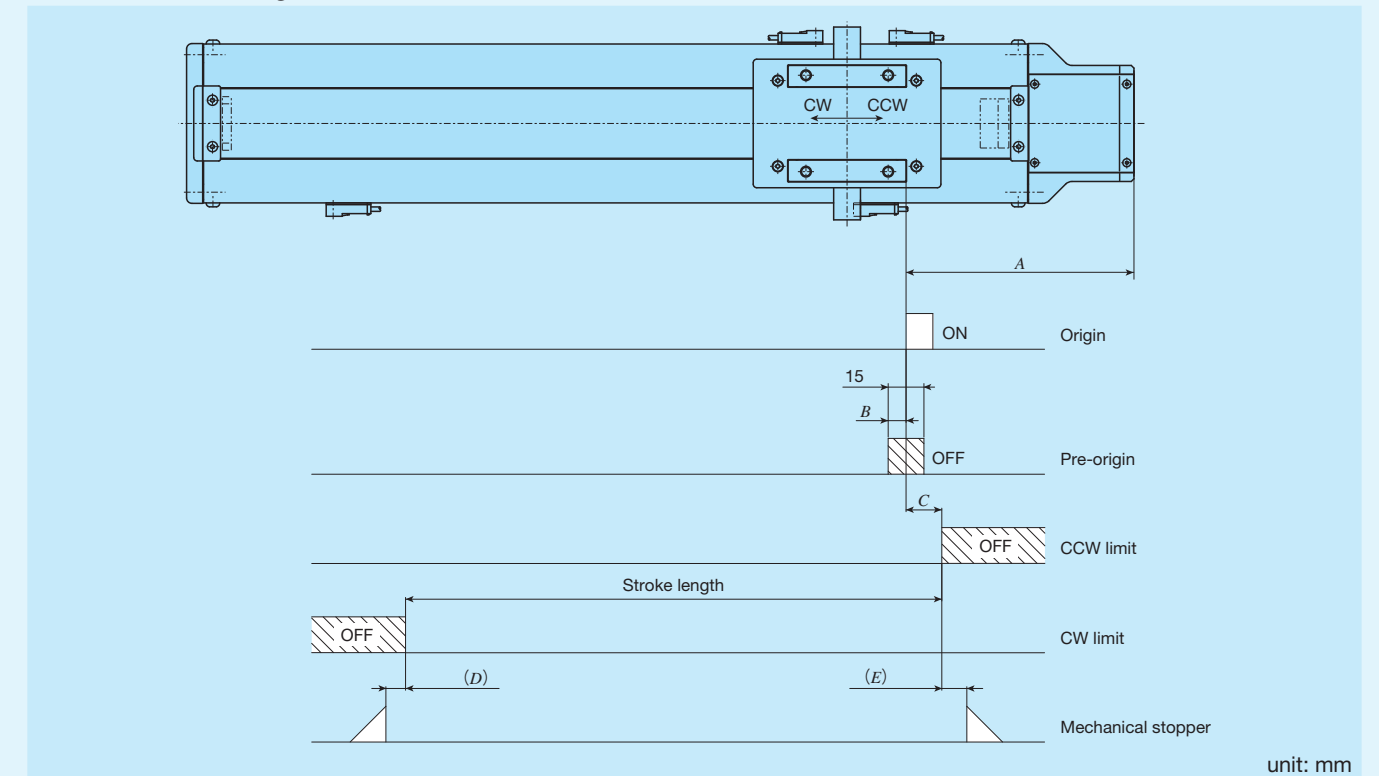 CW CCW
A
ON Origin
15
B
OFF Pre-origin
C
OFF CCW limit
Stroke length
OFF CW limit
(D) (E)
Mechanical stopper
unit: mm